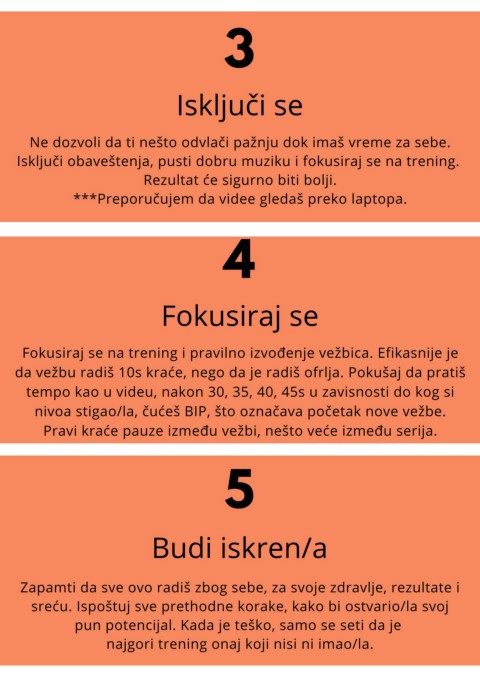 3
Isključi se
Ne dozvoli da ti nešto odvlači pažnju dok imaš vreme za sebe.
Isključi obaveštenja, pusti dobru muziku i fokusiraj se na trening.
Rezultat će sigurno biti bolji.
***Preporučujem da videe gledaš preko laptopa.
4
Fokusiraj se
Fokusiraj se na trening i pravilno izvođenje vežbica. Efikasnije je
da vežbu radiš 10s kraće, nego da je radiš ofrlja. Pokušaj da pratiš
tempo kao u videu, nakon 30, 35, 40, 45s u zavisnosti do kog si
nivoa stigao/la, čućeš BIP, što označava početak nove vežbe.
Pravi kraće pauze između vežbi, nešto veće između serija.
5
Budi iskren/a
Zapamti da sve ovo radiš zbog sebe, za svoje zdravlje, rezultate i
sreću. Ispoštuj sve prethodne korake, kako bi ostvario/la svoj
pun potencijal. Kada je teško, samo se seti da je
najgori trening onaj koji nisi ni imao/la.